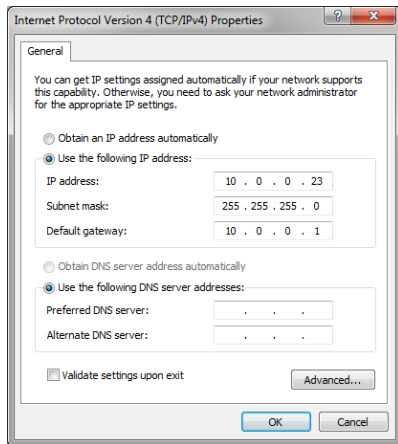 Internet Protocol Version 4 (TCP/IPv4) Properties
General
You can get IP settings assigned automatically if your network supports
this capability. Otherwise, you need to ask your network administrator
for the appropriate IP settings.
Obtain an IP address automatically
Use the following IP address:
IP address: 10 . 0 . 0 . 23
Subnet mask: 255 . 255 . 255 . 0
Default gateway: 10 . 0 . 0 . 1
Obtain DNS server address automatically
Use the following DNS server addresses:
Preferred DNS server: . . .
Alternate DNS server: . . .
Validate settings upon exit
Advanced...
OK Cancel